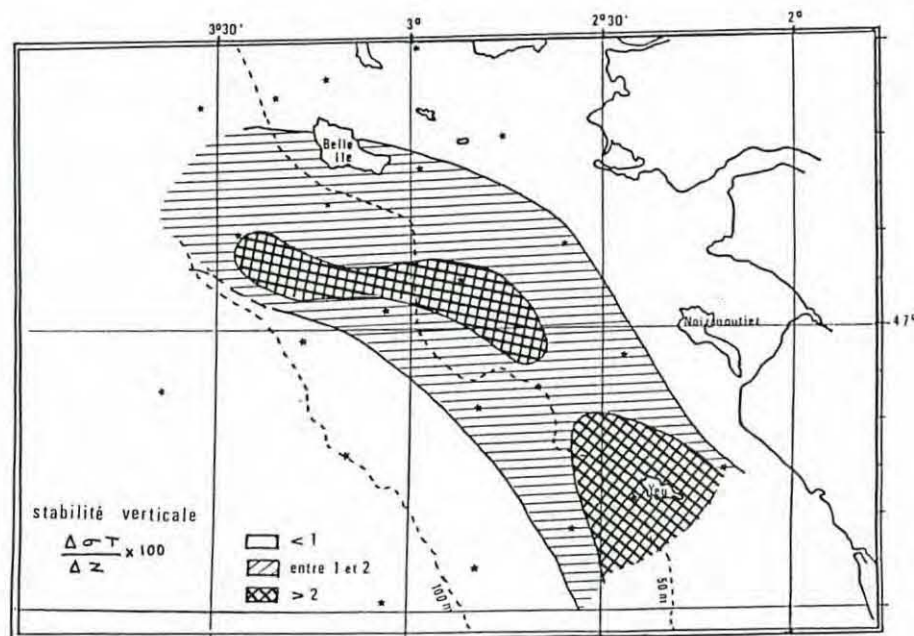 3°30' 3° 2°30' 2°
Belle
Ile
Noirmoutier
47°
Yeu
stabilité verticale
Δ σ T
Δ z
× 100
< 1
entre 1 et 2
> 2
100 m
50 m